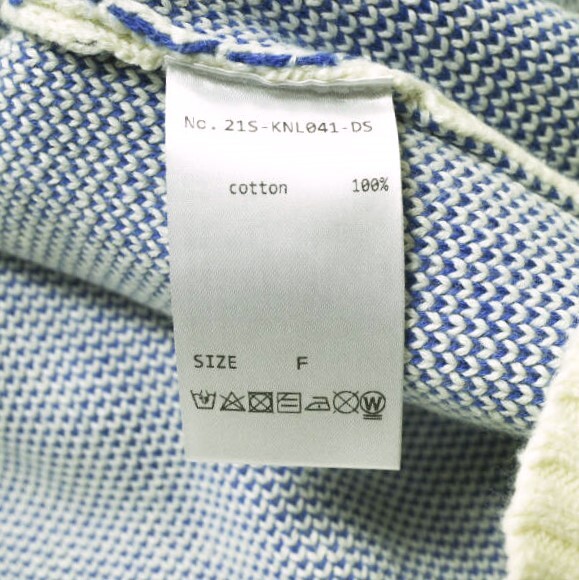 No. 21S-KNL041-DS
cotton 100%
SIZE F
W